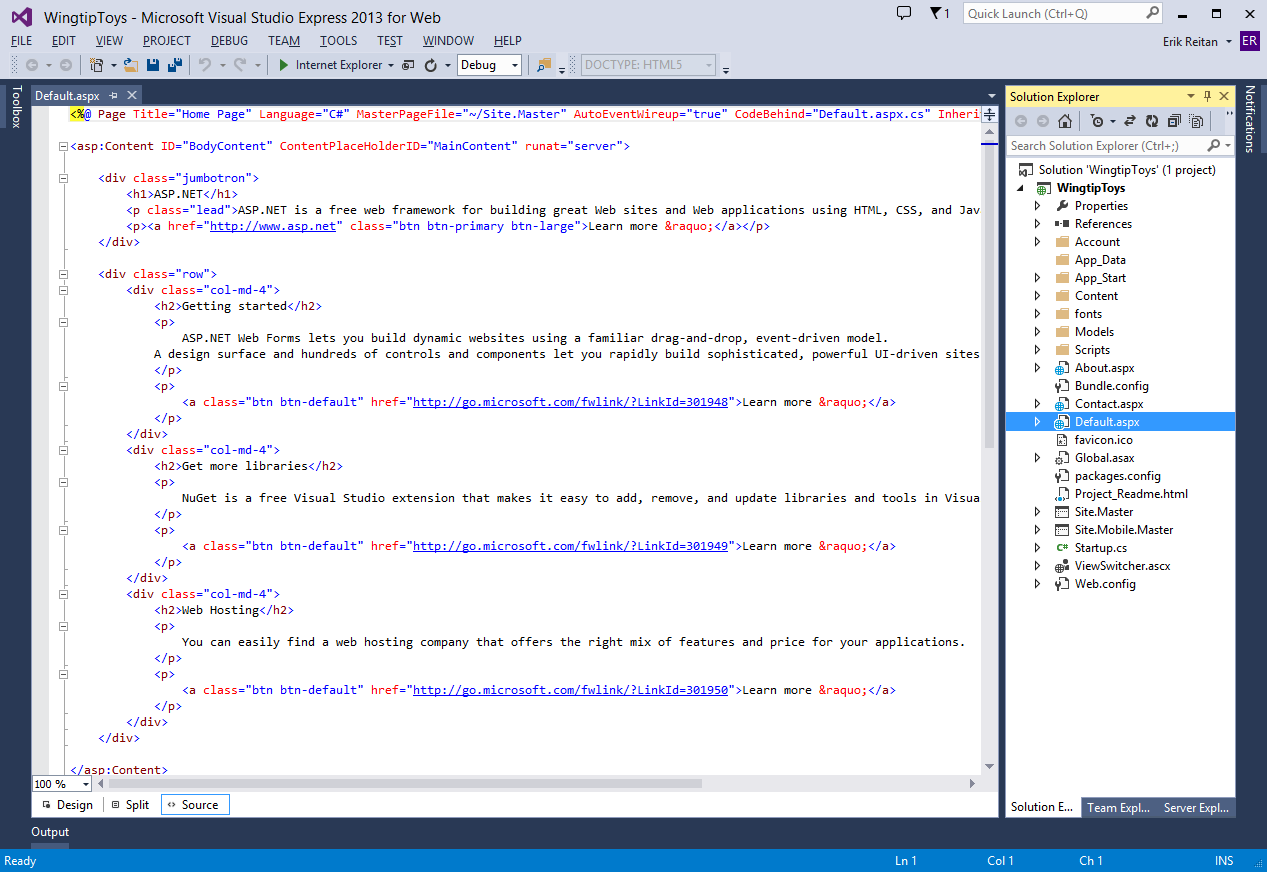 WingtipToys - Microsoft Visual Studio Express 2013 for Web
1
Quick Launch (Ctrl+Q)
FILE EDIT VIEW PROJECT DEBUG TEAM TOOLS TEST WINDOW HELP
Erik Reitan
ER
Internet Explorer
Debug
DOCTYPE: HTML5
Toolbox
Default.aspx
<%@ Page Title="Home Page" Language="C#" MasterPageFile="~/Site.Master" AutoEventWireup="true" CodeBehind="Default.aspx.cs" Inherit
<asp:Content ID="BodyContent" ContentPlaceHolderID="MainContent" runat="server">
<div class="jumbotron">
<h1>ASP.NET</h1>
<p class="lead">ASP.NET is a free web framework for building great Web sites and Web applications using HTML, CSS, and Jav
<p><a href="http://www.asp.net" class="btn btn-primary btn-large">Learn more &raquo;</a></p>
</div>
<div class="row">
<div class="col-md-4">
<h2>Getting started</h2>
<p>
ASP.NET Web Forms lets you build dynamic websites using a familiar drag-and-drop, event-driven model.
A design surface and hundreds of controls and components let you rapidly build sophisticated, powerful UI-driven sites
</p>
<p>
<a class="btn btn-default" href="http://go.microsoft.com/fwlink/?LinkId=301948">Learn more &raquo;</a>
</p>
</div>
<div class="col-md-4">
<h2>Get more libraries</h2>
<p>
NuGet is a free Visual Studio extension that makes it easy to add, remove, and update libraries and tools in Visua
</p>
<p>
<a class="btn btn-default" href="http://go.microsoft.com/fwlink/?LinkId=301949">Learn more &raquo;</a>
</p>
</div>
<div class="col-md-4">
<h2>Web Hosting</h2>
<p>
You can easily find a web hosting company that offers the right mix of features and price for your applications.
</p>
<p>
<a class="btn btn-default" href="http://go.microsoft.com/fwlink/?LinkId=301950">Learn more &raquo;</a>
</p>
</div>
</div>
</asp:Content>
100 %
Design Split Source
Solution Explorer
Search Solution Explorer (Ctrl+;)
Solution 'WingtipToys' (1 project)
WingtipToys
Properties
References
Account
App_Data
App_Start
Content
fonts
Models
Scripts
About.aspx
Bundle.config
Contact.aspx
Default.aspx
favicon.ico
Global.asax
packages.config
Project_Readme.html
Site.Master
Site.Mobile.Master
C# Startup.cs
ViewSwitcher.ascx
Web.config
Solution E... Team Expl... Server Expl...
Notifications
Output
Ready Ln 1 Col 1 Ch 1 INS